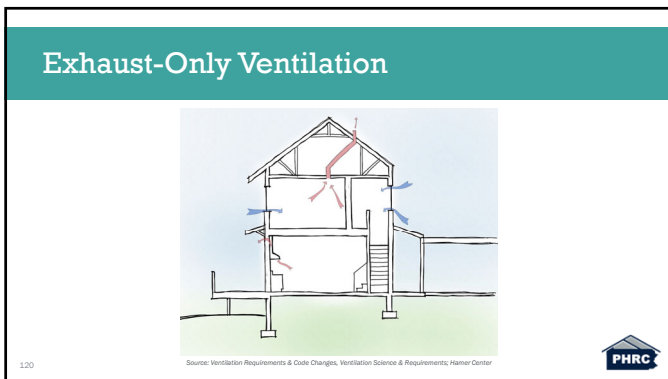 Exhaust-Only Ventilation
120
Source: Ventilation Requirements & Code Changes, Ventilation Science & Requirements; Hamer Center
PHRC